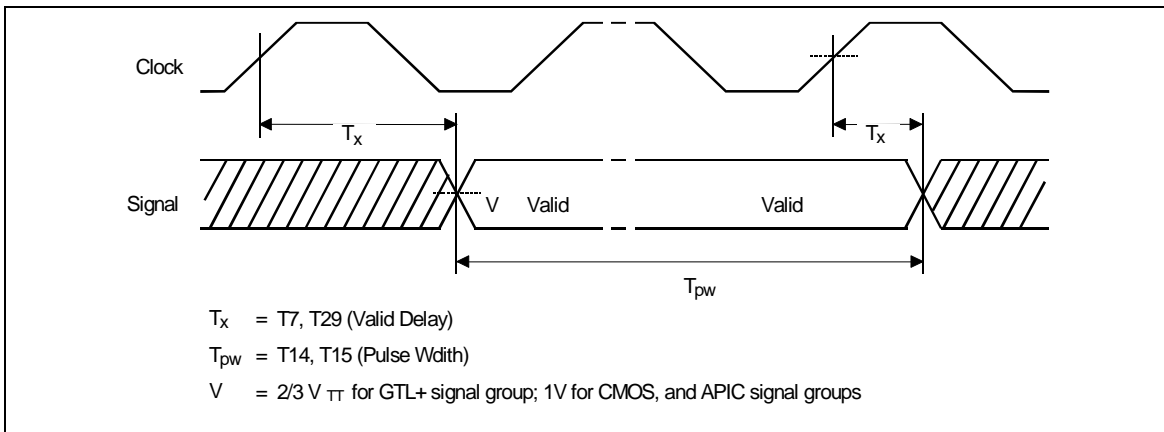 Clock
Tx
Tx
Signal
V Valid Valid
Tpw
Tx = T7, T29 (Valid Delay)
Tpw = T14, T15 (Pulse Wdith)
V = 2/3 V TT for GTL+ signal group; 1V for CMOS, and APIC signal groups